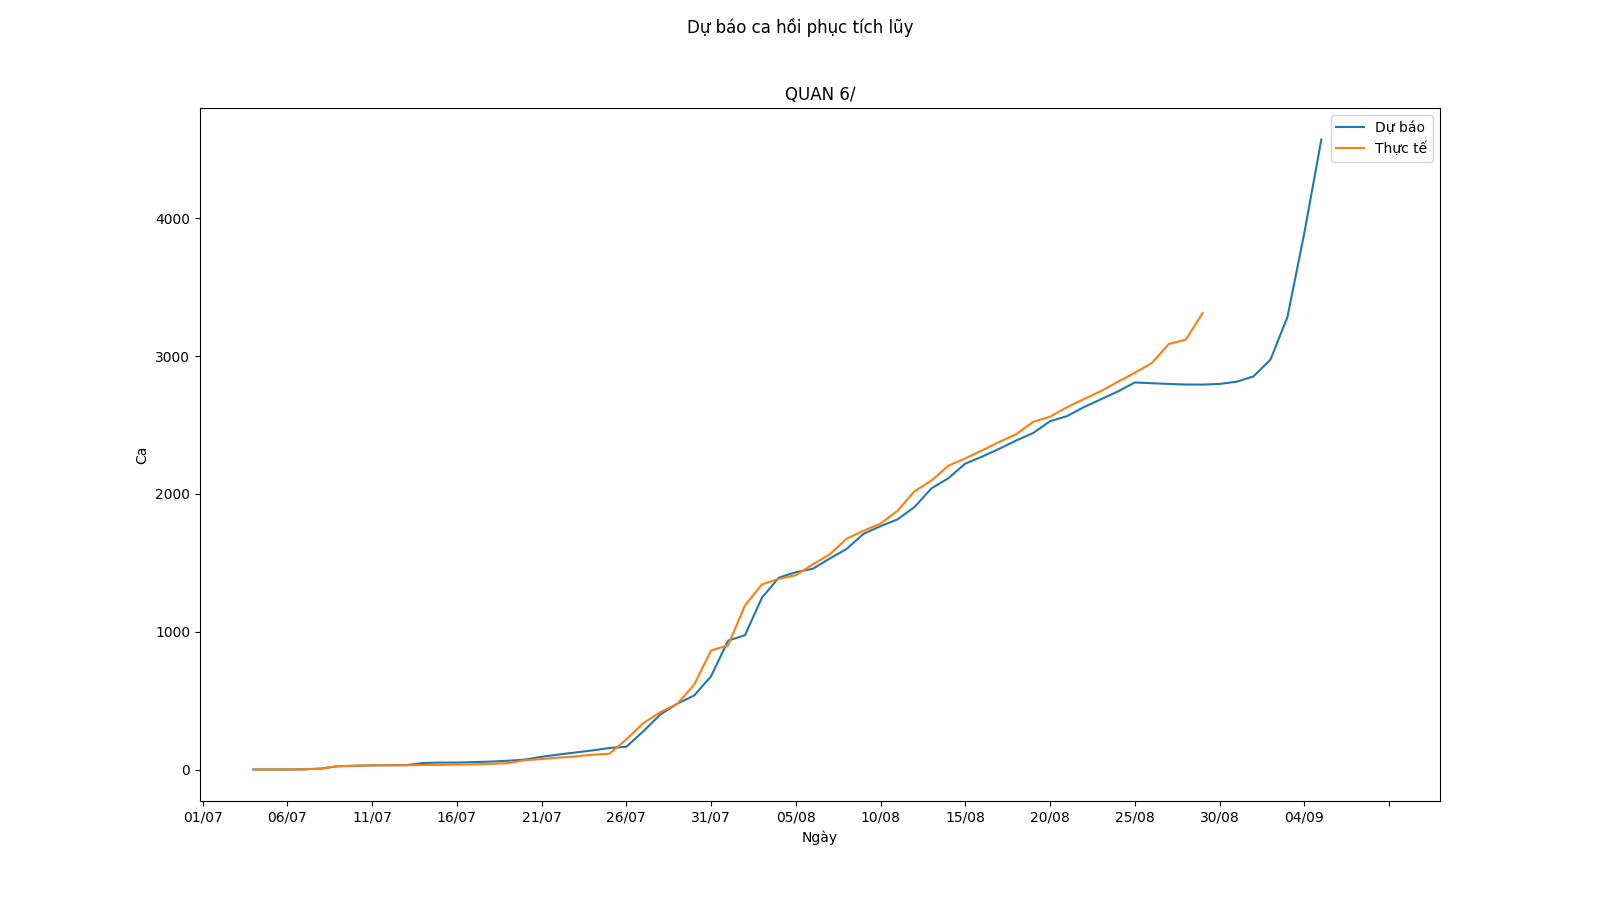 Dự báo ca hồi phục tích lũy
QUAN 6/
Dự báo
Thực tế
4000
3000
2000
1000
0
Ca
01/07 06/07 11/07 16/07 21/07 26/07 31/07 05/08 10/08 15/08 20/08 25/08 30/08 04/09
Ngày